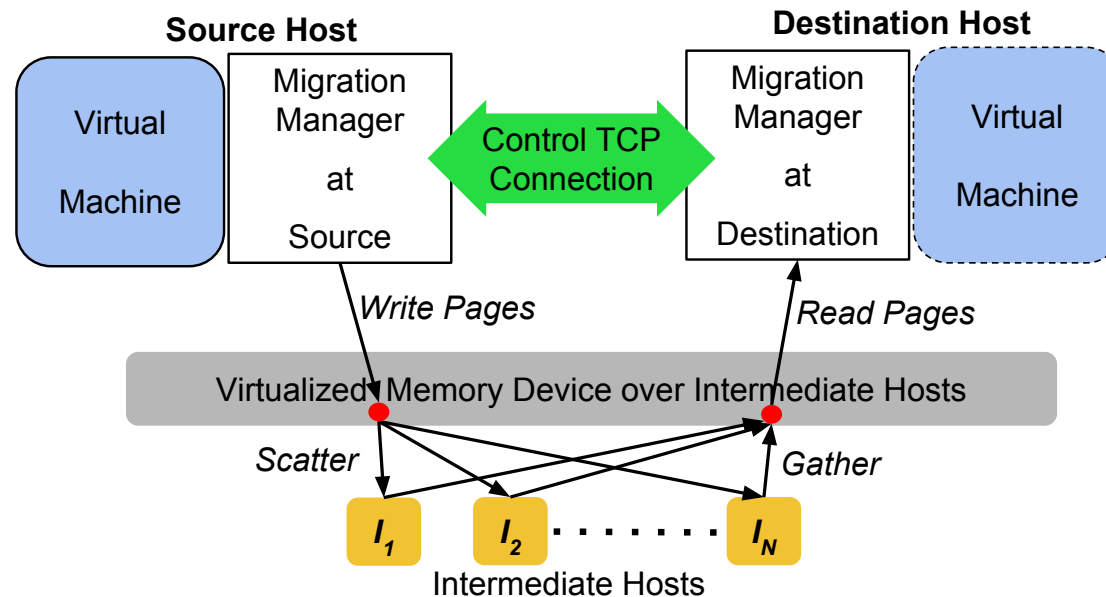 Source Host
Destination Host
Virtual
Machine
Migration
Manager
at
Source
Control TCP
Connection
Migration
Manager
at
Destination
Virtual
Machine
Write Pages
Read Pages
Virtualized Memory Device over Intermediate Hosts
Scatter
Gather
I1
I2
IN
Intermediate Hosts